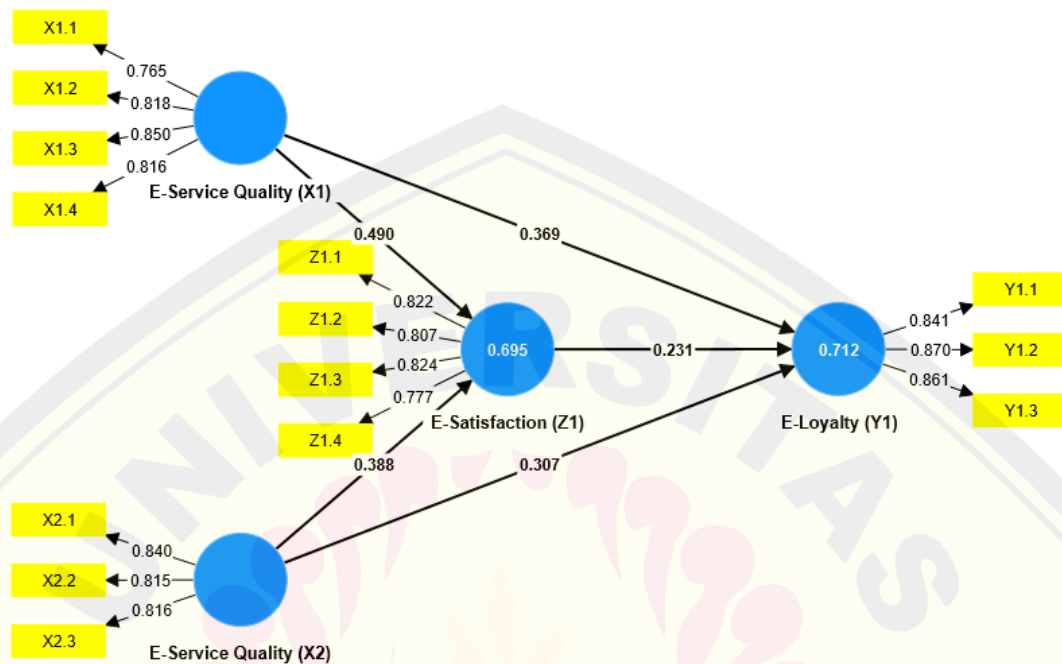 X1.1
0.765
X1.2
0.818
X1.3
0.850
X1.4
0.816
E-Service Quality (X1)
0.490
0.369
Z1.1
0.822
Z1.2
0.807
Z1.3
0.824
Z1.4
0.777
0.695
E-Satisfaction (Z1)
0.231
0.712
E-Loyalty (Y1)
0.841
Y1.1
0.870
Y1.2
0.861
Y1.3
0.388
0.307
X2.1
0.840
X2.2
0.815
X2.3
0.816
E-Service Quality (X2)
UNIVERSITAS